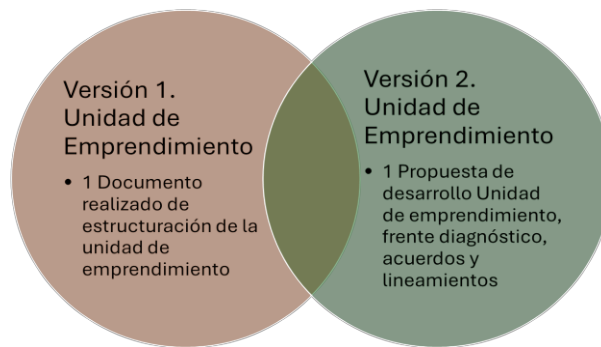 Versión 1.
Unidad de
Emprendimiento
• 1 Documento
realizado de
estructuración de la
unidad de
emprendimiento
Versión 2.
Unidad de
Emprendimiento
• 1 Propuesta de
desarrollo Unidad
de emprendimiento,
frente diagnóstico,
acuerdos y
lineamientos